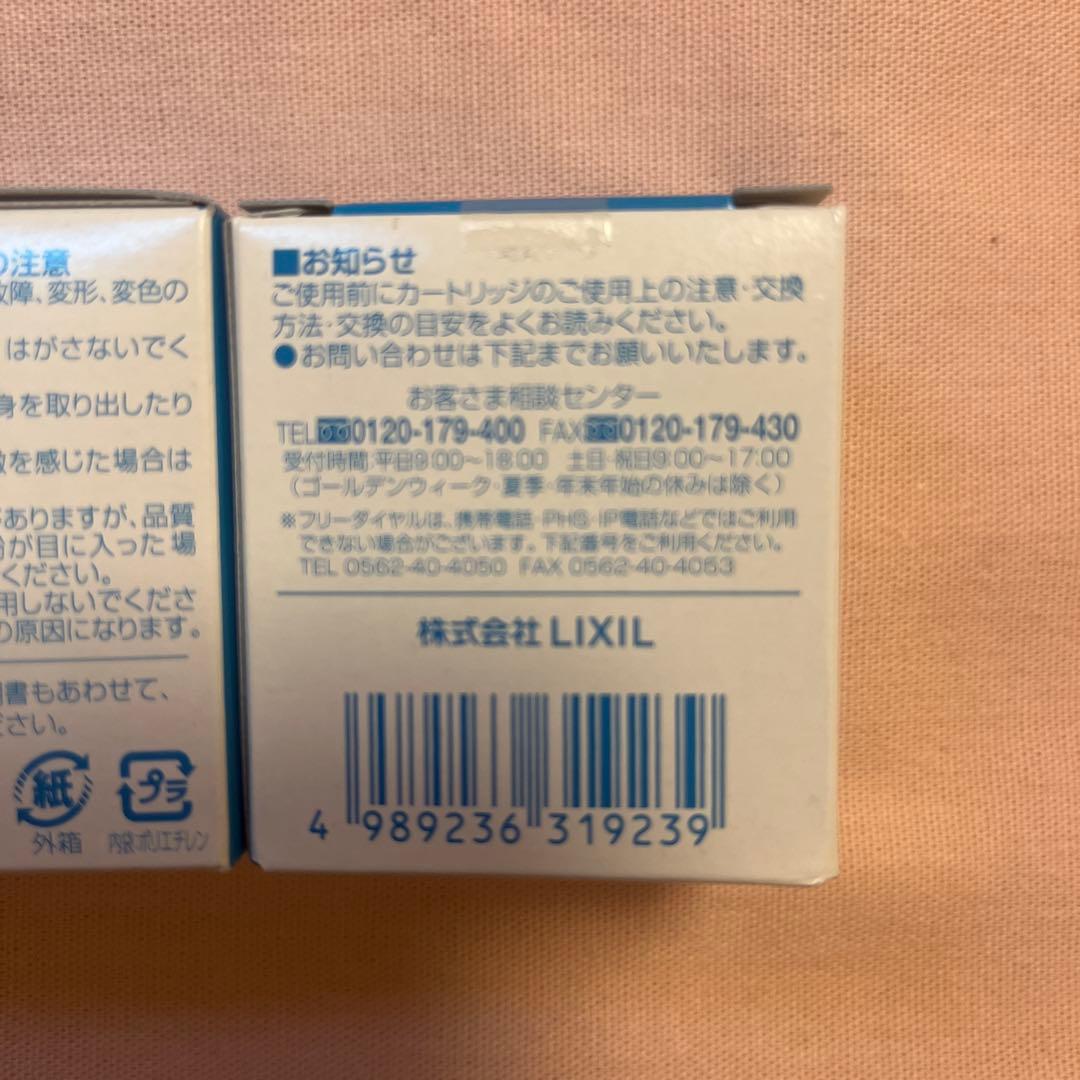 の注意
障、変形、変色の
はがさないでく
身を取り出したり
を感じた場合は
がありますが、品質
が目に入った場
ください。
用しないでくださ
の原因になります。
書もあわせて、
ださい。
紙
外箱
プラ
内袋:ポリエチレン
■お知らせ
ご使用前にカートリッジのご使用上の注意・交換
方法・交換の目安をよくお読みください。
●お問い合わせは下記までお願いいたします。
お客さま相談センター
TEL 0120-179-400 FAX 0120-179-430
受付時間:平日9:00~18:00 土日・祝日9:00~17:00
(ゴールデンウィーク・夏季・年末年始の休みは除く)
※フリーダイヤルは、携帯電話・PHS・IP電話などではご利用
できない場合がございます。下記番号をご利用ください。
TEL 0562-40-4050 FAX 0562-40-4053
株式会社 LIXIL
4 989236 319239